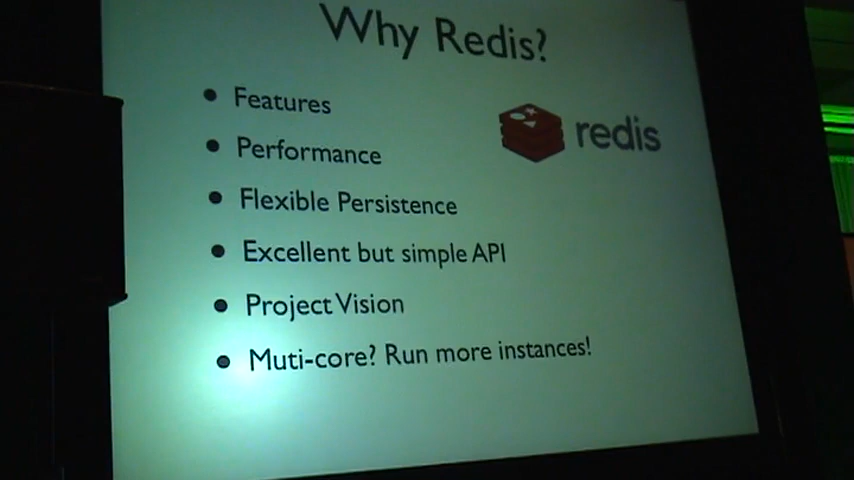 Why Redis?
Features
redis
Performance
Flexible Persistence
Excellent but simple API
Project Vision
Muti-core? Run more instances!